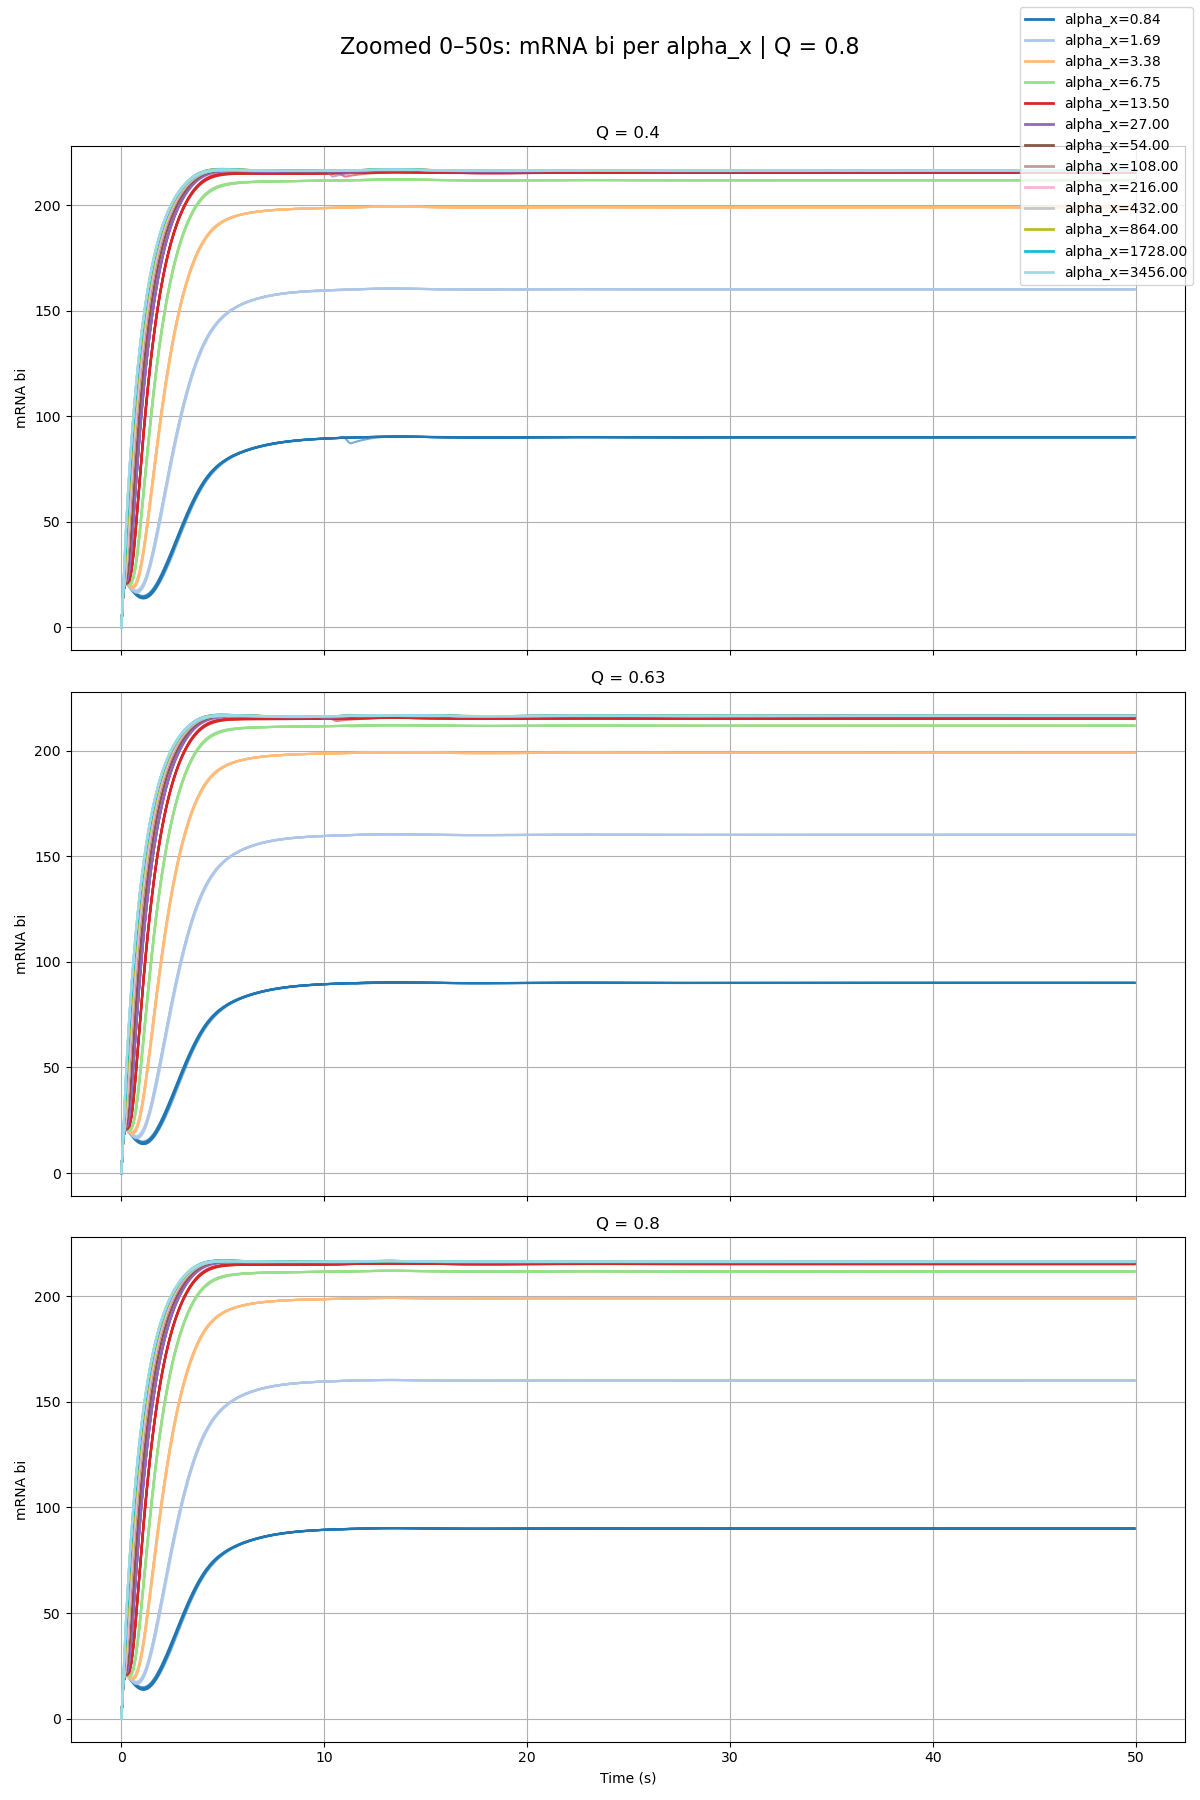 Zoomed 0–50s: mRNA bi per alpha_x | Q = 0.8
alpha_x=0.84
alpha_x=1.69
alpha_x=3.38
alpha_x=6.75
alpha_x=13.50
alpha_x=27.00
alpha_x=54.00
alpha_x=108.00
alpha_x=216.00
alpha_x=432.00
alpha_x=864.00
alpha_x=1728.00
alpha_x=3456.00
Q = 0.4
200
150
100
50
0
mRNA bi
Q = 0.63
200
150
100
50
0
mRNA bi
Q = 0.8
200
150
100
50
0
mRNA bi
0 10 20 30 40 50
Time (s)